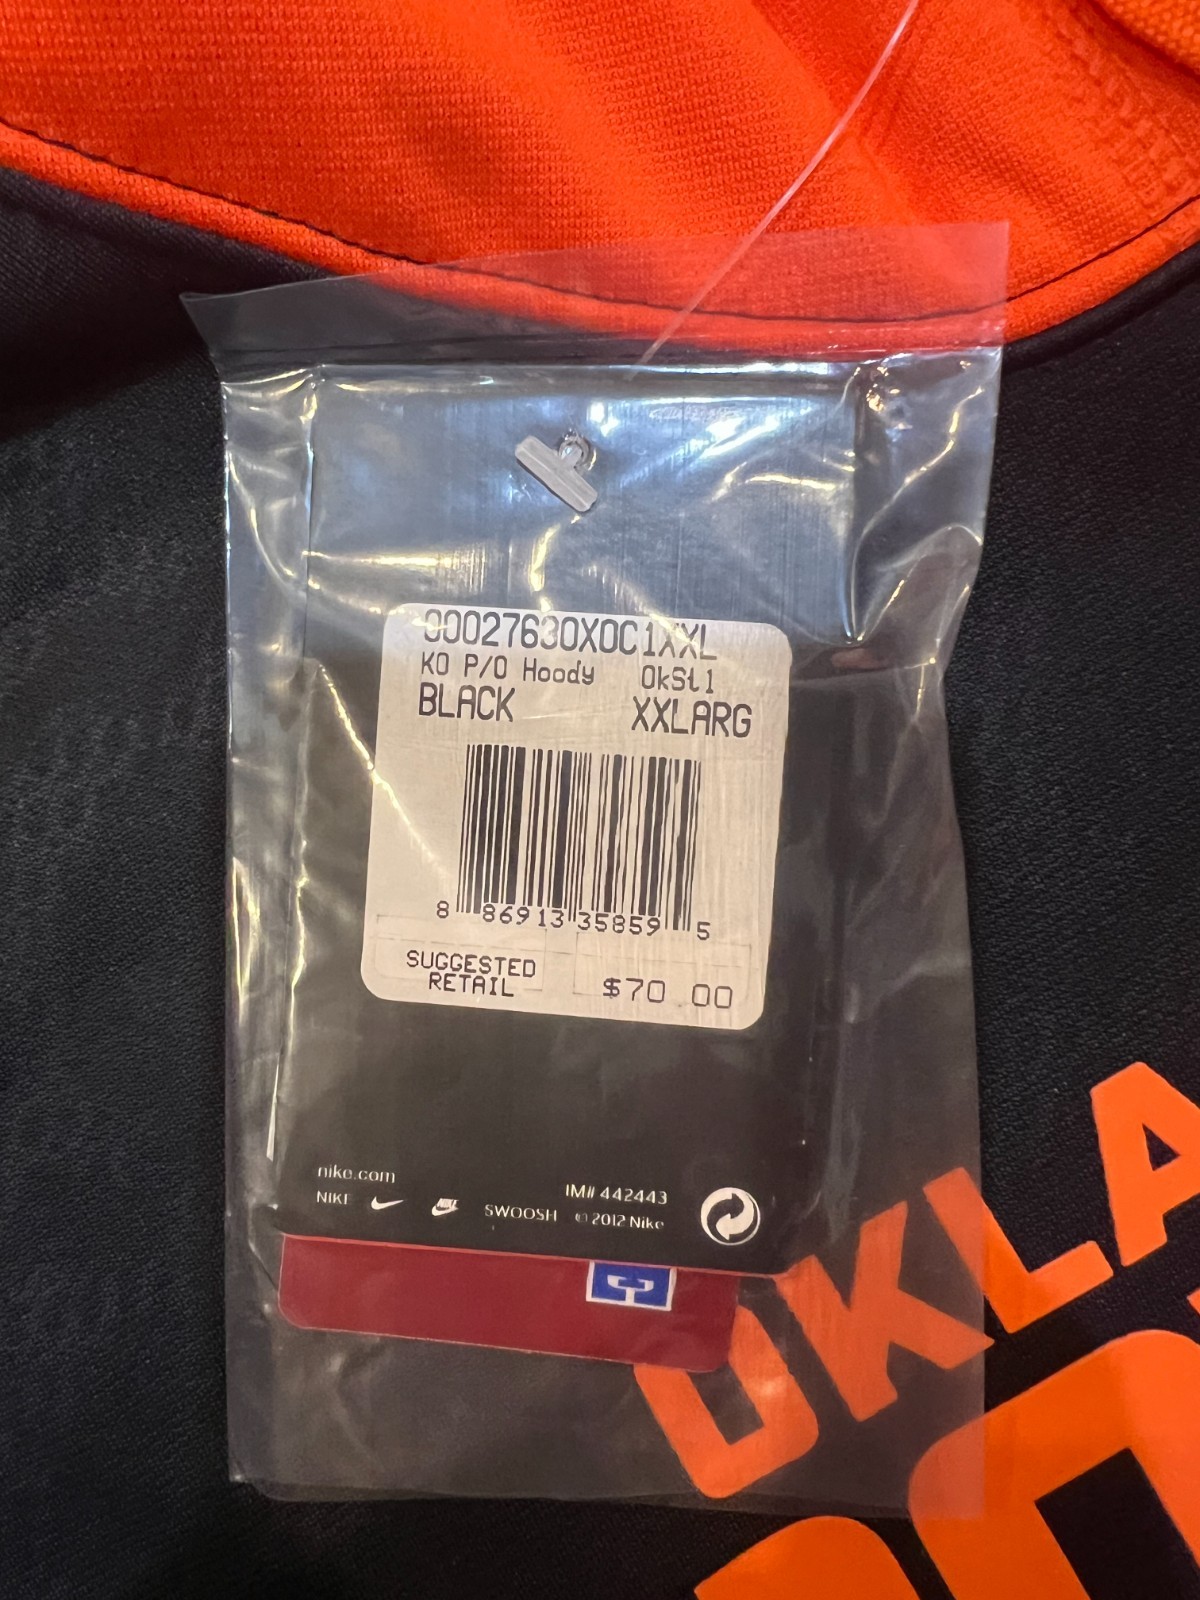 00027630X0C1XXL
KO P/O Hoody OkSt1
BLACK XXLARG
8 86913 35859 5
SUGGESTED
RETAIL $70.00
nike.com
IM# 442443
NIKE SWOOSH © 2012 Nike
OKLA